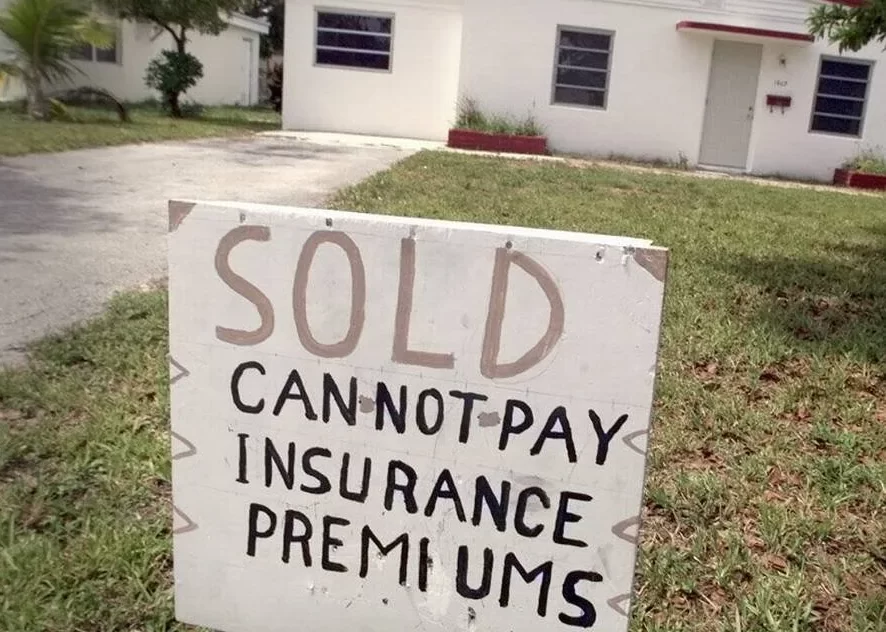 SOLD
CAN NOT PAY
INSURANCE
PREMIUMS